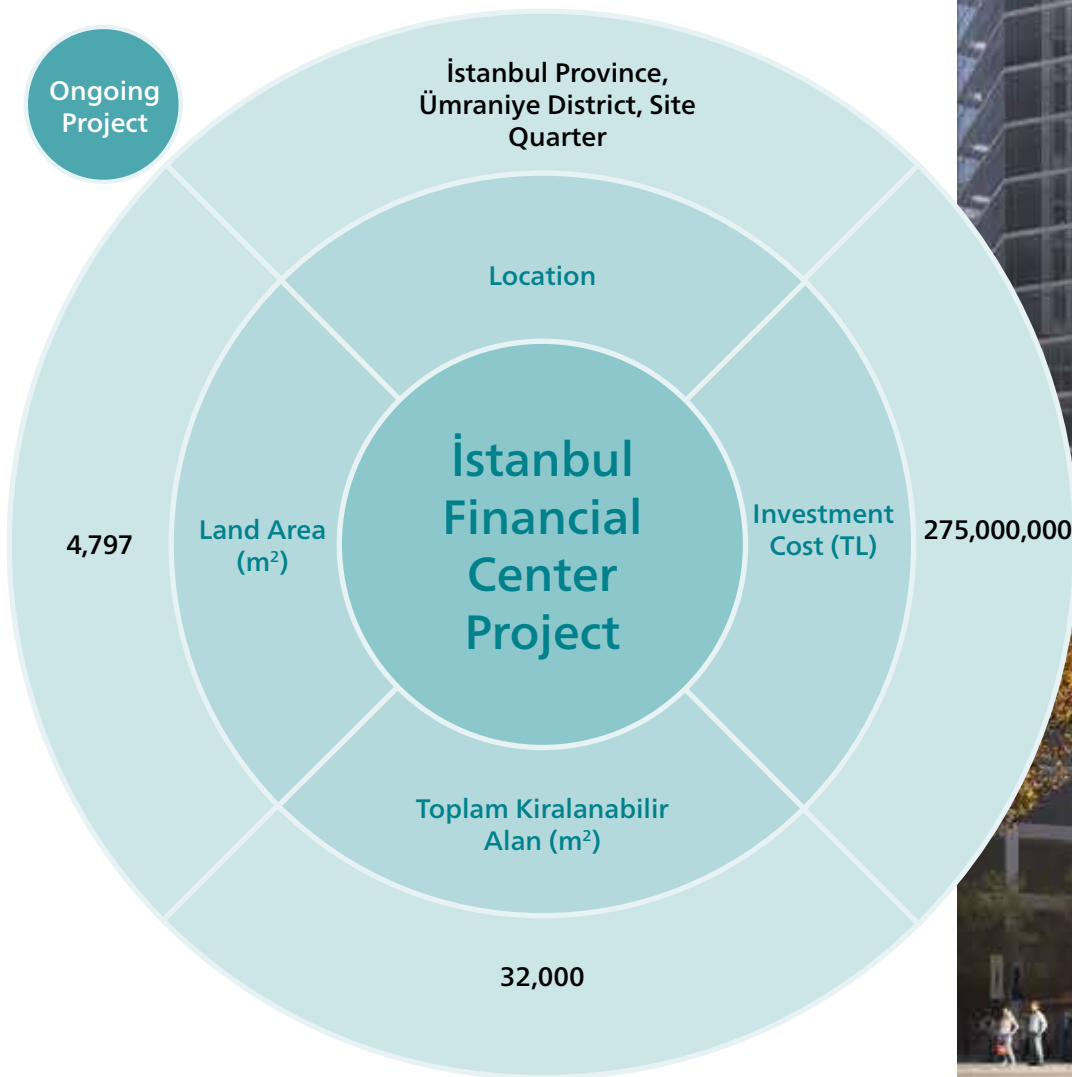 Ongoing
Project
İstanbul Province,
Ümraniye District, Site
Quarter
Location
İstanbul
Financial
Center
Project
Land Area
(m²)
4,797
Investment
Cost (TL)
275,000,000
Toplam Kiralanabilir
Alan (m²)
32,000